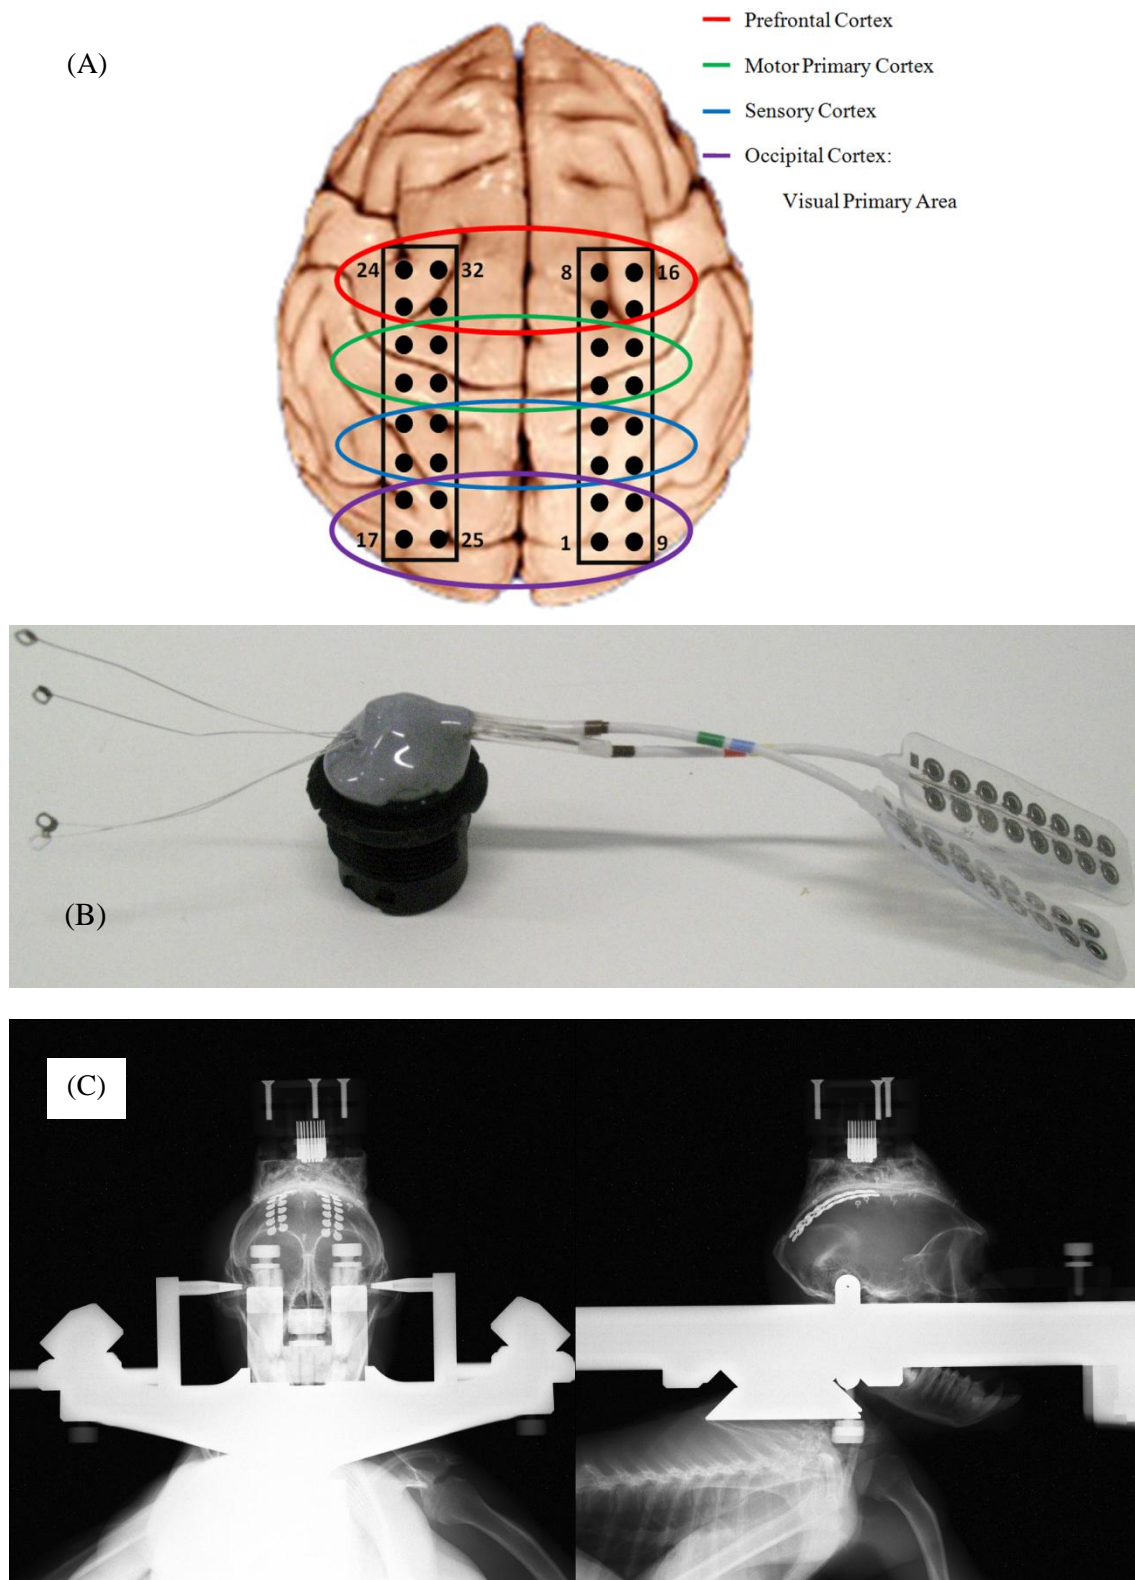 (A)
Prefrontal Cortex
Motor Primary Cortex
Sensory Cortex
Occipital Cortex:
Visual Primary Area
24 32 8 16
17 25 1 9
(B)
(C)